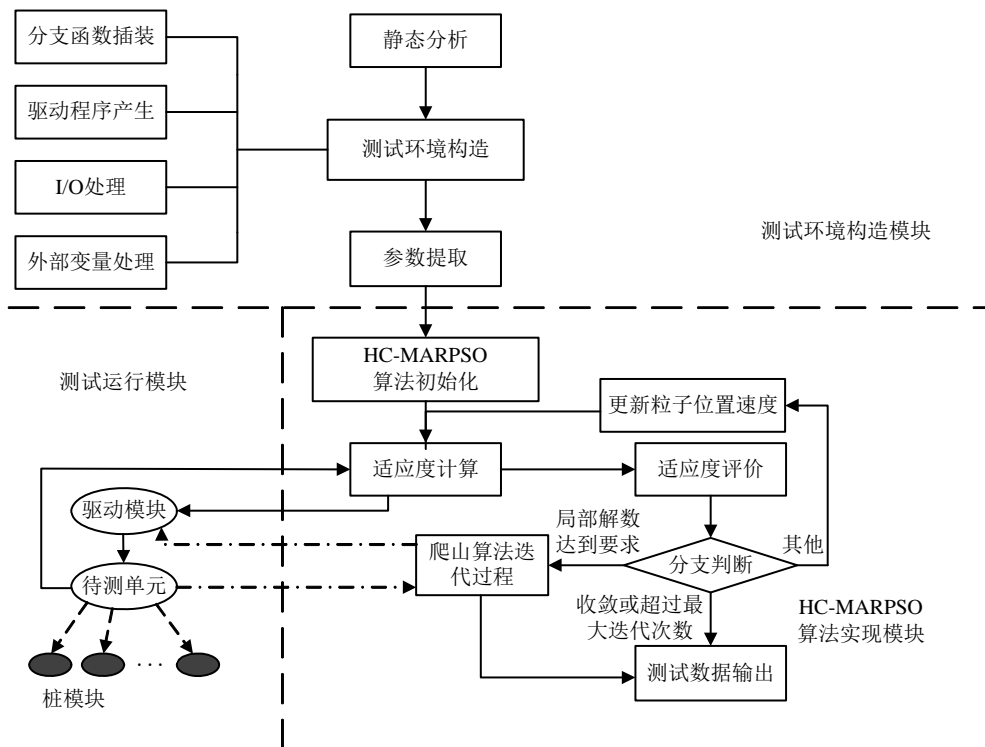 分支函数插装
静态分析
驱动程序产生
测试环境构造
I/O处理
外部变量处理
参数提取
测试环境构造模块
测试运行模块
HC-MARPSO
算法初始化
更新粒子位置速度
适应度计算
适应度评价
驱动模块
局部解数
达到要求
爬山算法迭
代过程
分支判断
其他
待测单元
收敛或超过最
大迭代次数
HC-MARPSO
算法实现模块
···
测试数据输出
桩模块